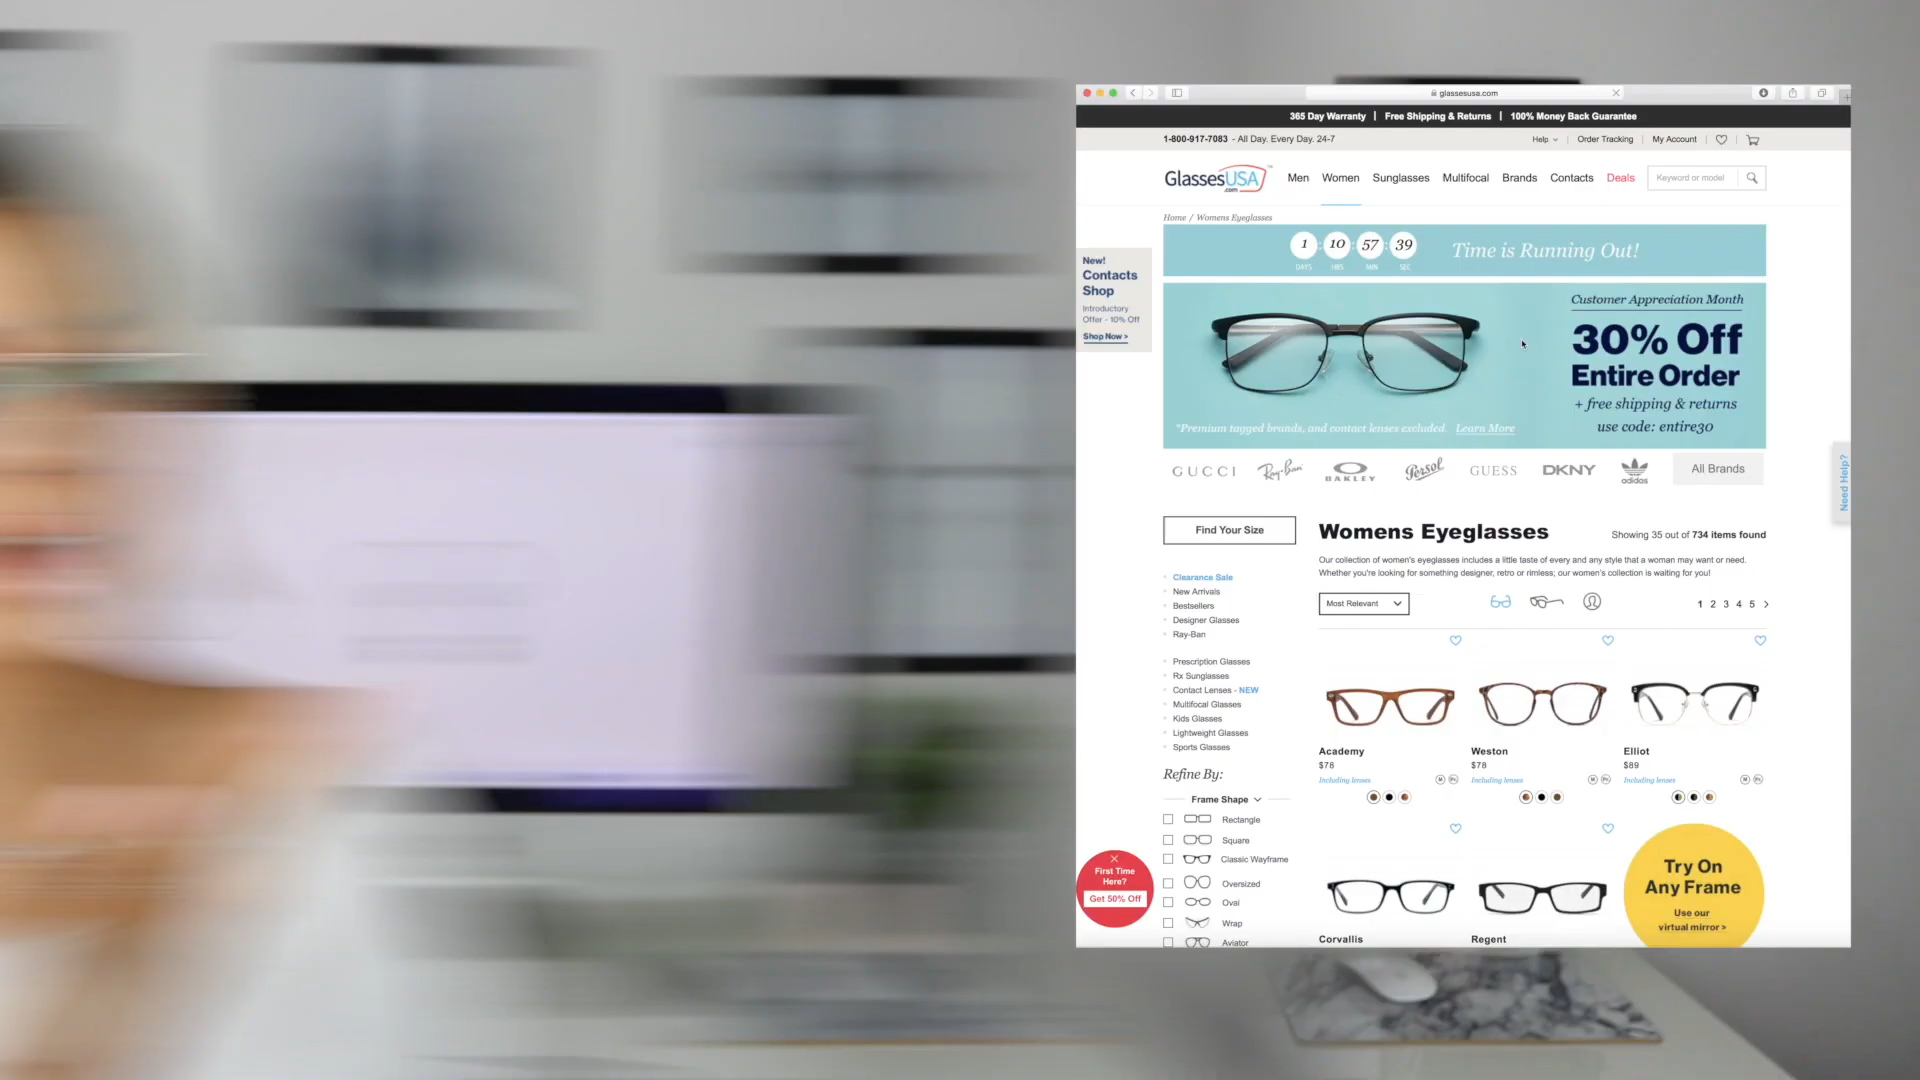 glassesusa.com
365 Day Warranty | Free Shipping & Returns | 100% Money Back Guarantee
1-800-917-7083 - All Day. Every Day. 24-7
Help | Order Tracking | My Account
GlassesUSA.com™
Men Women Sunglasses Multifocal Brands Contacts Deals
Keyword or model
Home / Womens Eyeglasses
1 : 10 : 57 : 39
DAYS HRS MIN SEC
Time is Running Out!
New!
Contacts
Shop
Introductory
Offer - 10% Off
Shop Now >
Customer Appreciation Month
30% Off
Entire Order
+ free shipping & returns
use code: entire30
*Premium tagged brands, and contact lenses excluded. Learn More
GUCCI Ray-Ban OAKLEY Persol GUESS DKNY adidas All Brands
Need Help?
Find Your Size
Clearance Sale
New Arrivals
Bestsellers
Designer Glasses
Ray-Ban
Prescription Glasses
Rx Sunglasses
Contact Lenses - NEW
Multifocal Glasses
Kids Glasses
Lightweight Glasses
Sports Glasses
Refine By:
Frame Shape
Rectangle
Square
Classic Wayframe
Oversized
Oval
Wrap
Aviator
First Time
Here?
Get 50% Off
Womens Eyeglasses
Showing 35 out of 734 items found
Our collection of women's eyeglasses includes a little taste of every and any style that a woman may want or need.
Whether you're looking for something designer, retro or rimless; our women's collection is waiting for you!
Most Relevant
1 2 3 4 5 >
Academy
$78
Including lenses
Weston
$78
Including lenses
Elliot
$89
Including lenses
Corvallis
Regent
Try On
Any Frame
Use our
virtual mirror >